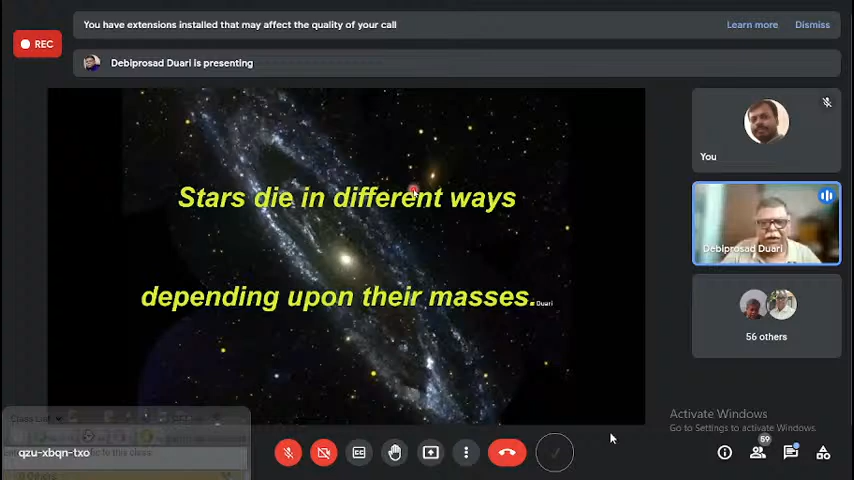 You have extensions installed that may affect the quality of your call
Learn more
Dismiss
REC
Debiprosad Duari is presenting
Stars die in different ways
depending upon their masses.
Duari
You
Debiprosad Duari
56 others
Activate Windows
Go to Settings to activate Windows.
Class List
qzu-xbqn-txo
59